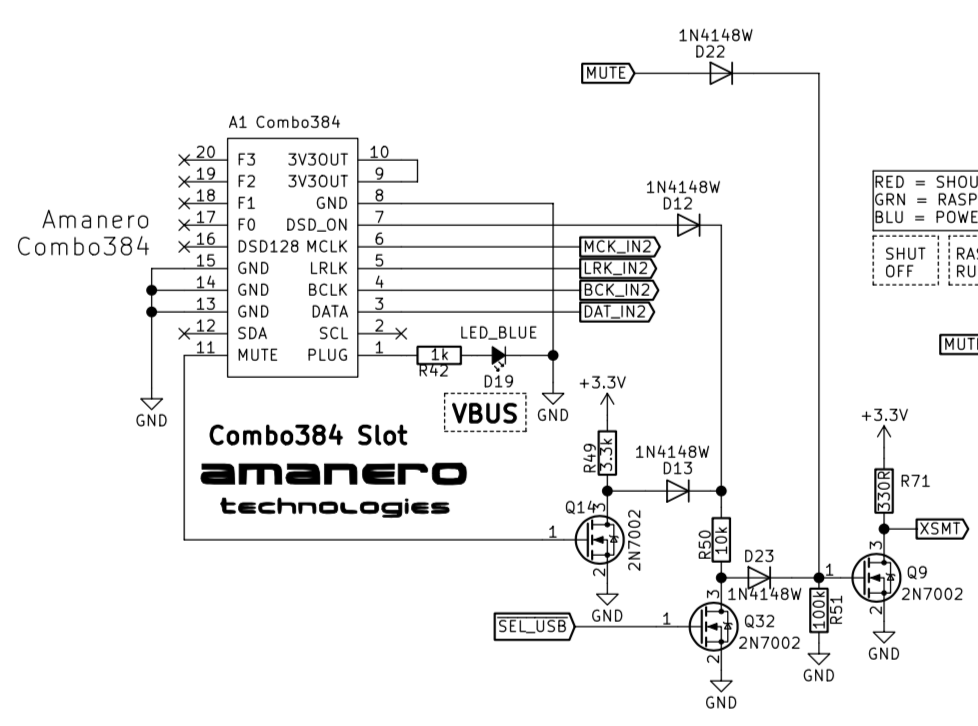 1N4148W
D22
MUTE
A1 Combo384
20 F3 3V3OUT 10
19 F2 3V3OUT 9
18 F1 GND 8
17 F0 DSD_ON 7
16 DSD128 MCLK 6
15 GND LRLK 5
14 GND BCLK 4
13 GND DATA 3
12 SDA SCL 2
11 MUTE PLUG 1
Amanero
Combo384
1N4148W
D12
MCK_IN2
LRK_IN2
BCK_IN2
DAT_IN2
RED = SHOU
GRN = RASP
BLU = POWE
SHUT
OFF
RAS
RU
MUT
1k
R42
LED_BLUE
D19
VBUS
GND
GND
+3.3V
R49
3.3k
1N4148W
D13
Combo384 Slot
amanero
technologies
Q14
3
1
2
2N7002
GND
R50
10k
D23
1N4148W
SEL_USB
1
3
2
Q32
2N7002
GND
100k
R51
GND
+3.3V
330R
R71
XSMT
1
3
2
Q9
2N7002
GND